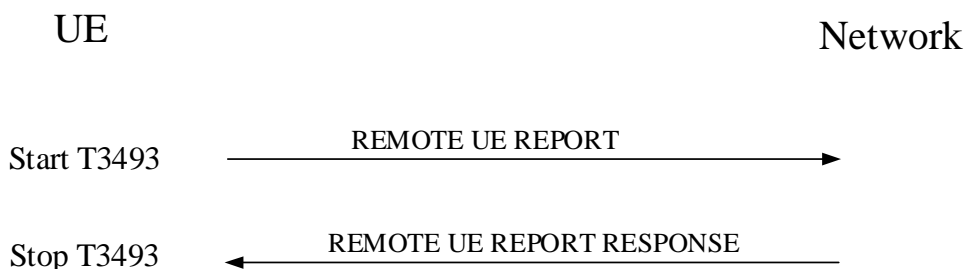 UE
Network
Start T3493
REMOTE UE REPORT
Stop T3493
REMOTE UE REPORT RESPONSE